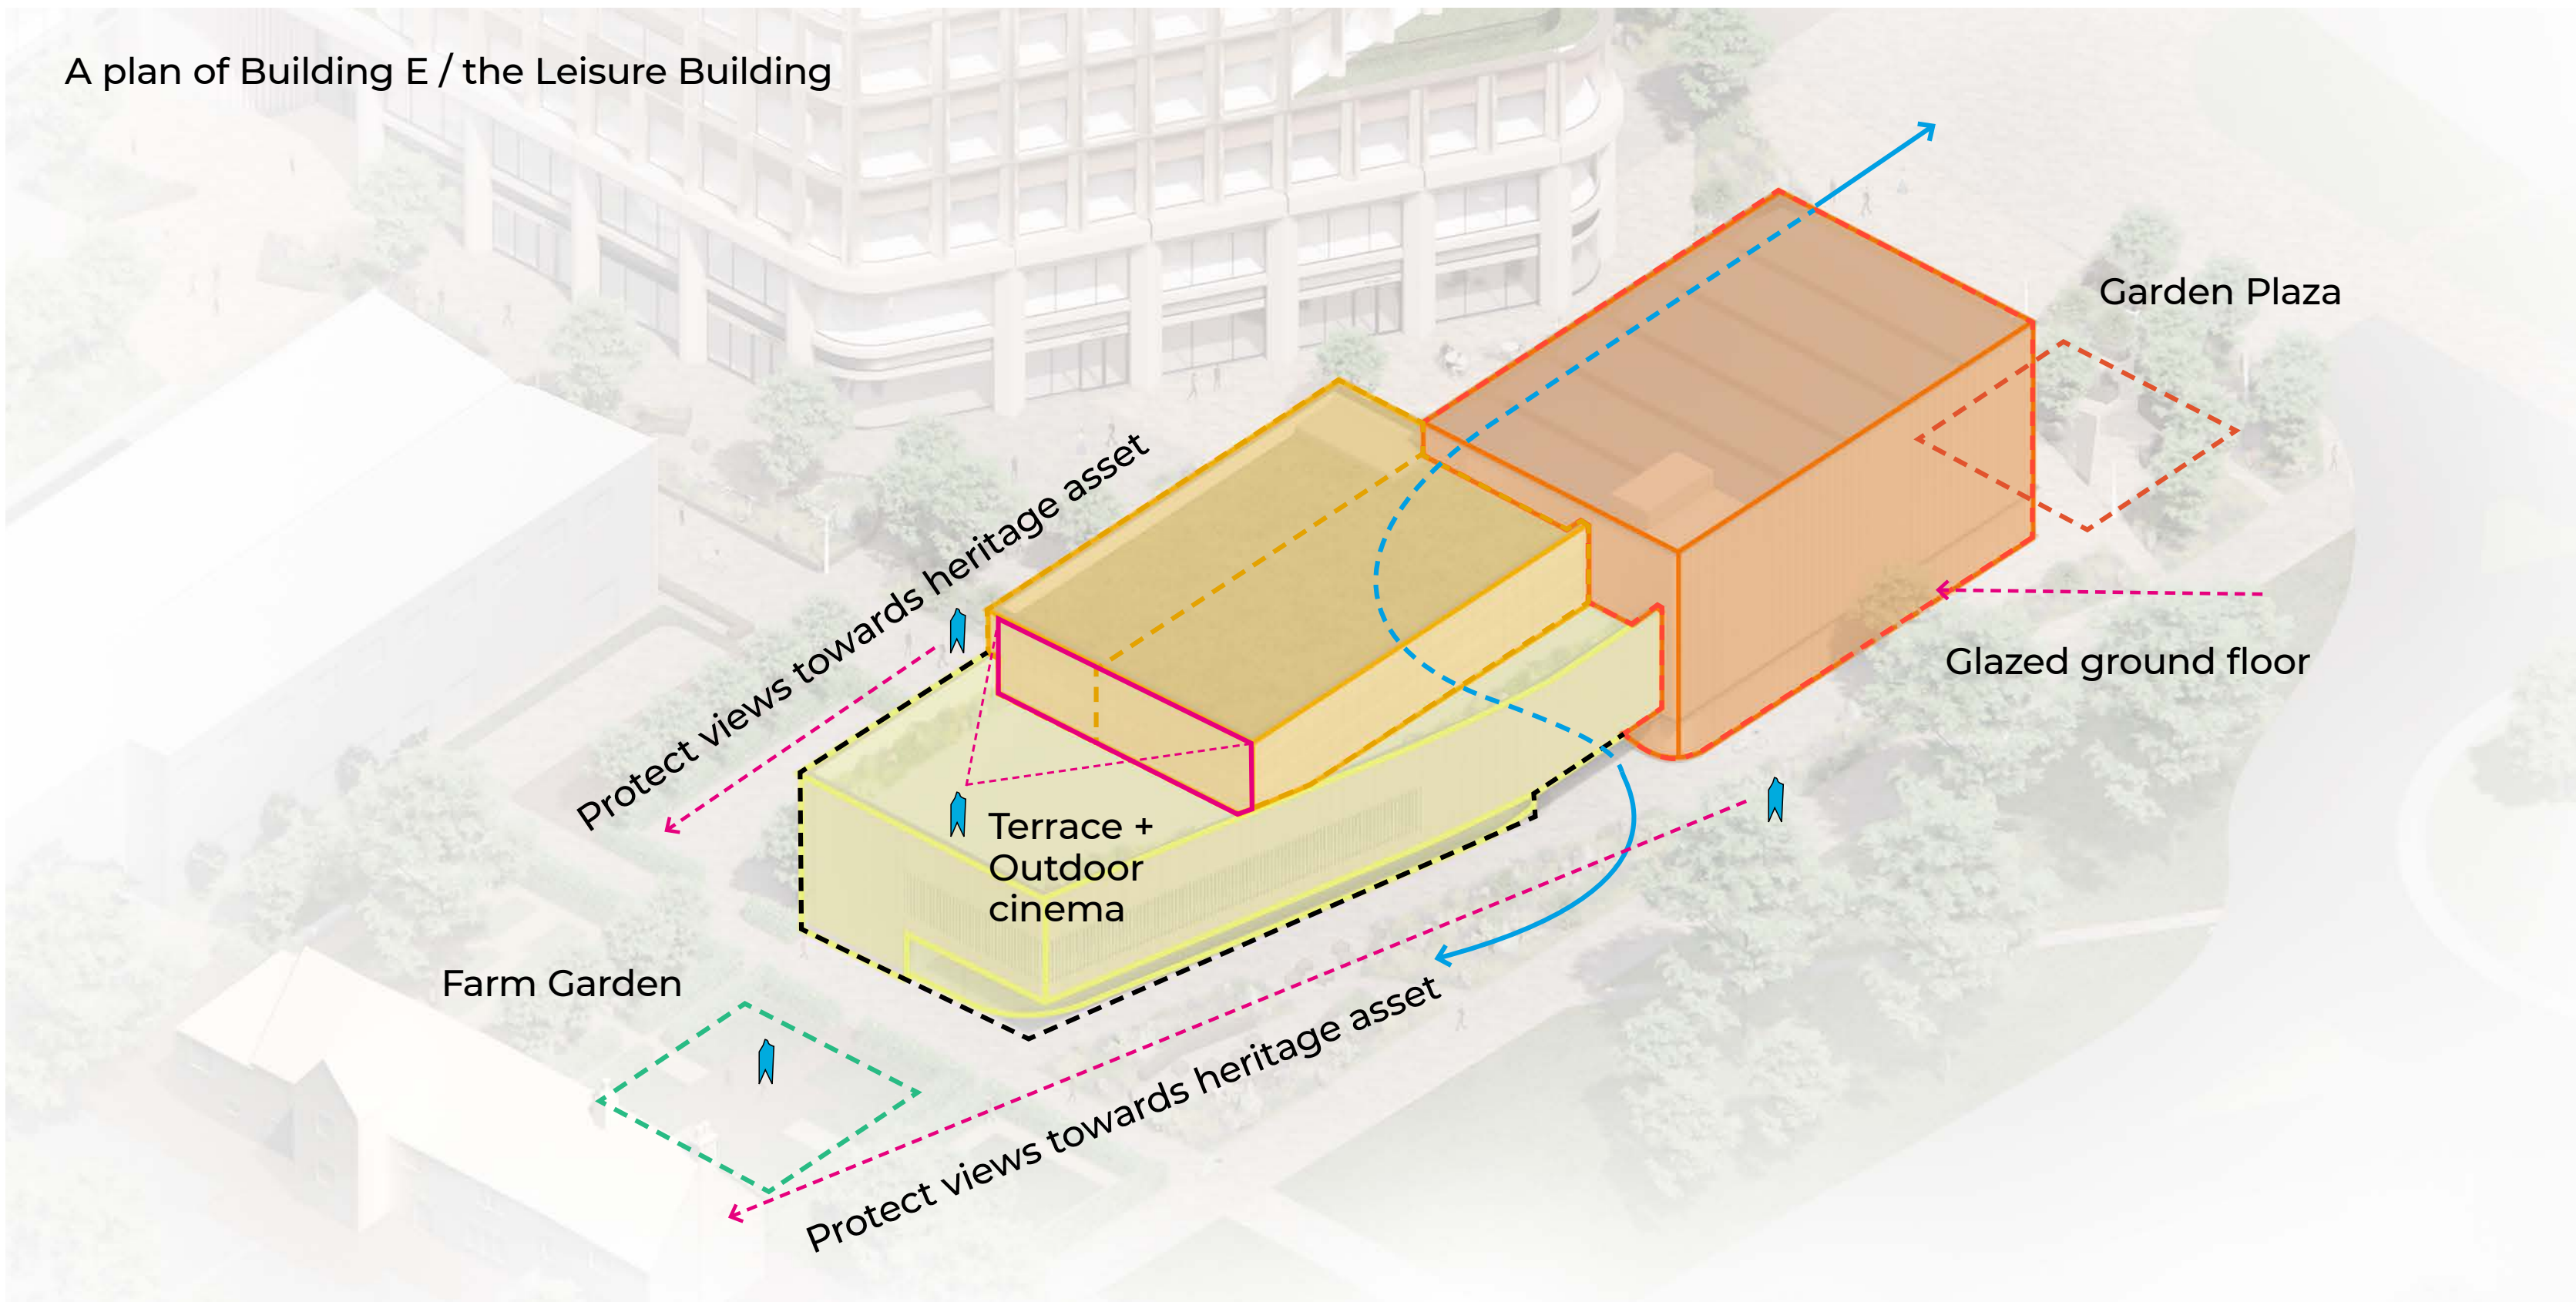 A plan of Building E / the Leisure Building
Garden Plaza
Protect views towards heritage asset
Glazed ground floor
Terrace +
Outdoor
cinema
Farm Garden
Protect views towards heritage asset